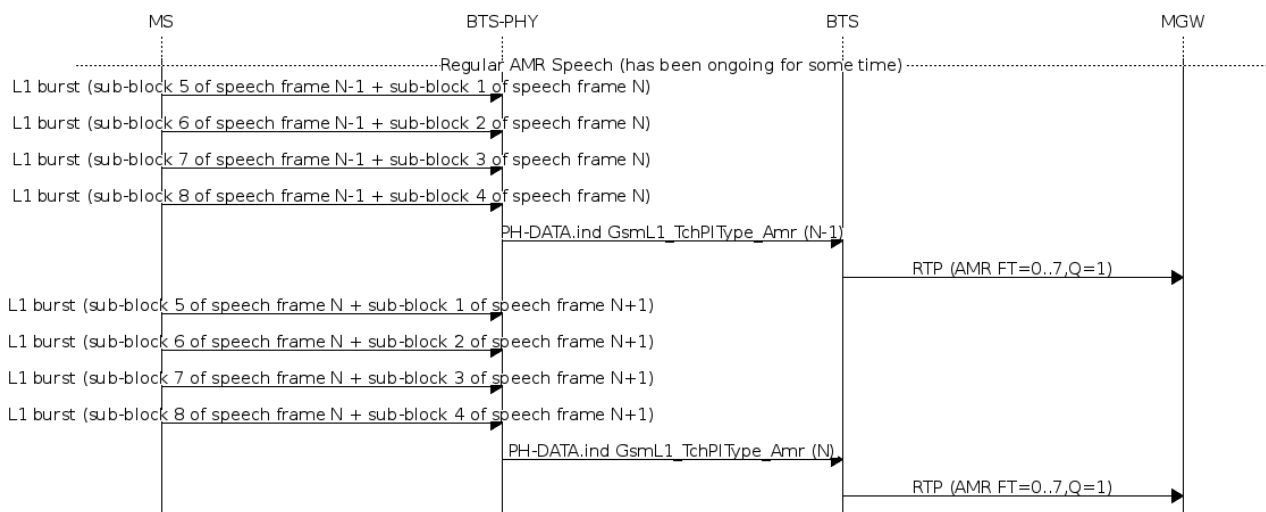 MS BTS-PHY BTS MGW
Regular AMR Speech (has been ongoing for some time)
L1 burst (sub-block 5 of speech frame N-1 + sub-block 1 of speech frame N)
L1 burst (sub-block 6 of speech frame N-1 + sub-block 2 of speech frame N)
L1 burst (sub-block 7 of speech frame N-1 + sub-block 3 of speech frame N)
L1 burst (sub-block 8 of speech frame N-1 + sub-block 4 of speech frame N)
PH-DATA.ind GsmL1_TchPlType_Amr (N-1)
RTP (AMR FT=0..7,Q=1)
L1 burst (sub-block 5 of speech frame N + sub-block 1 of speech frame N+1)
L1 burst (sub-block 6 of speech frame N + sub-block 2 of speech frame N+1)
L1 burst (sub-block 7 of speech frame N + sub-block 3 of speech frame N+1)
L1 burst (sub-block 8 of speech frame N + sub-block 4 of speech frame N+1)
PH-DATA.ind GsmL1_TchPlType_Amr (N)
RTP (AMR FT=0..7,Q=1)